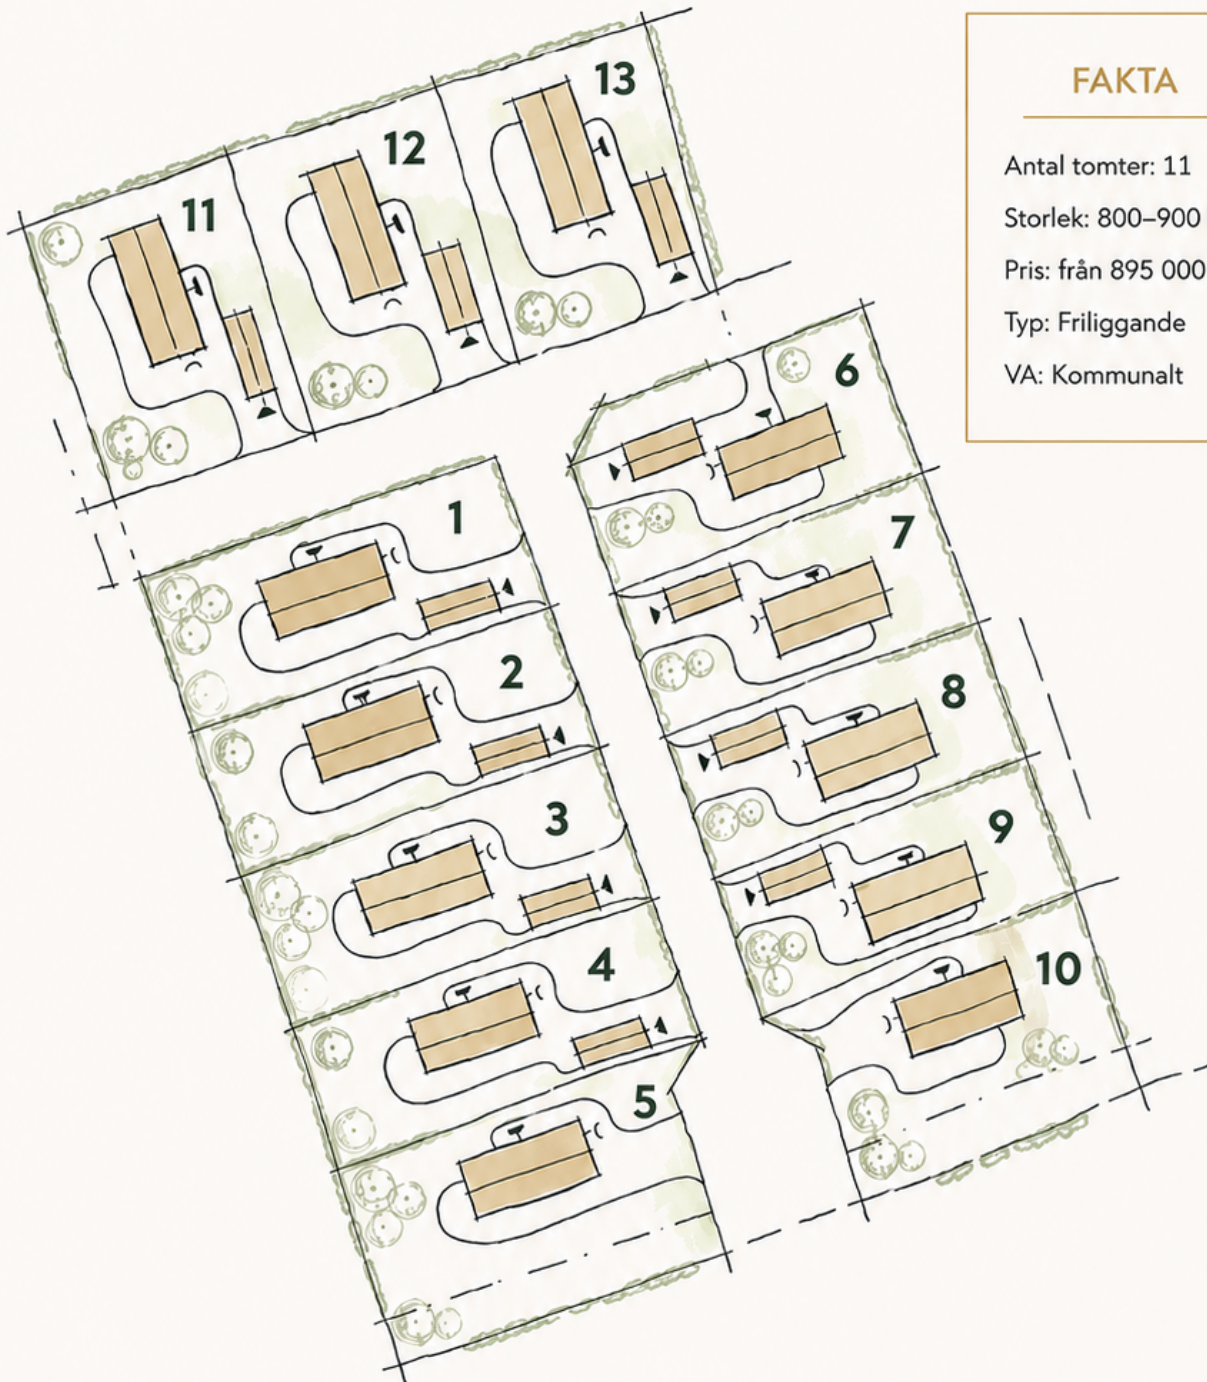 13
12
11
6
1
7
2
8
3
9
4
10
5
FAKTA
Antal tomter: 11
Storlek: 800–900
Pris: från 895 000
Typ: Friliggande
VA: Kommunalt